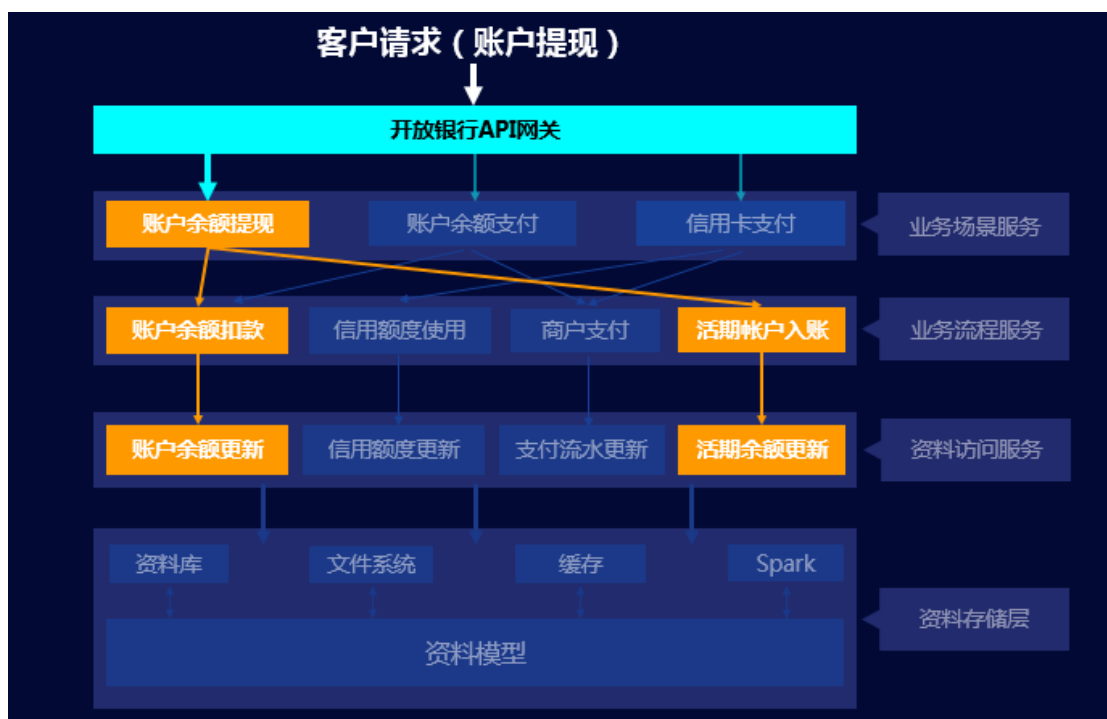 客户请求（账户提现）
开放银行API网关
账户余额提现
账户余额支付
信用卡支付
业务场景服务
账户余额扣款
信用额度使用
商户支付
活期帐户入账
业务流程服务
账户余额更新
信用额度更新
支付流水更新
活期余额更新
资料访问服务
资料库
文件系统
缓存
Spark
资料存储层
资料模型